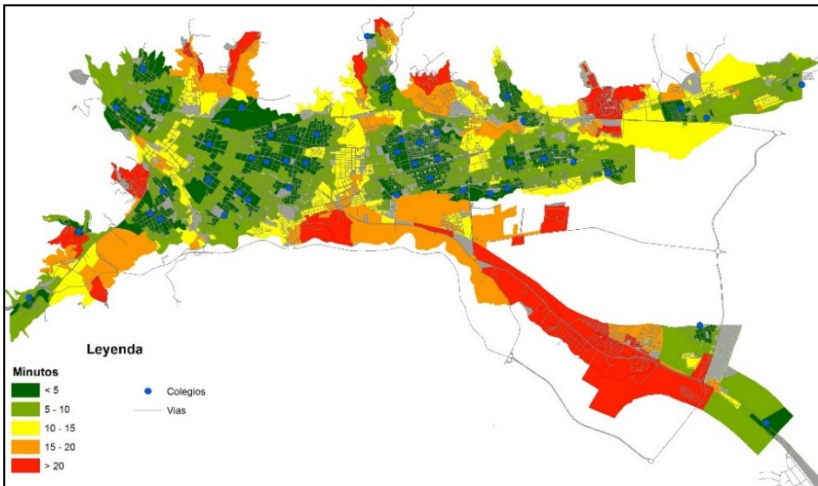 Leyenda
Minutos
< 5
5 - 10
10 - 15
15 - 20
> 20
Colegios
Vias